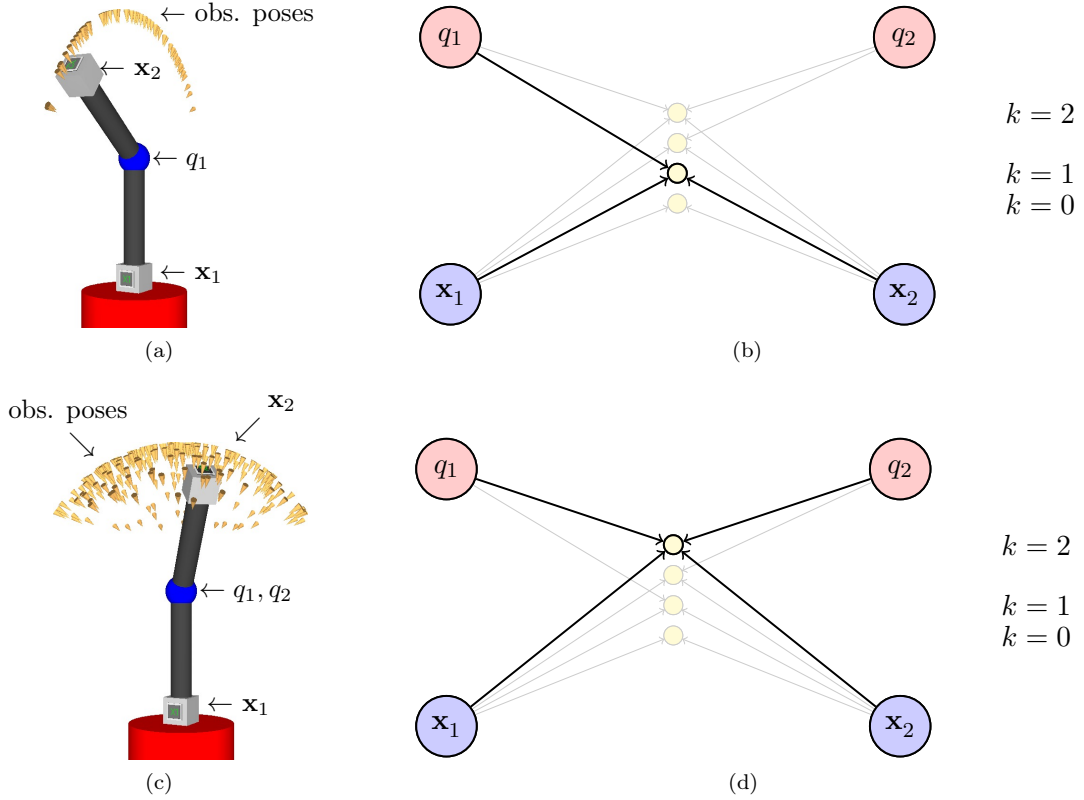 ← obs. poses
← x₂
← q₁
← x₁
(a)
q₁
q₂
k = 2
k = 1
k = 0
x₁
x₂
(b)
obs. poses
x₂
← q₁, q₂
← x₁
(c)
q₁
q₂
k = 2
k = 1
k = 0
x₁
x₂
(d)